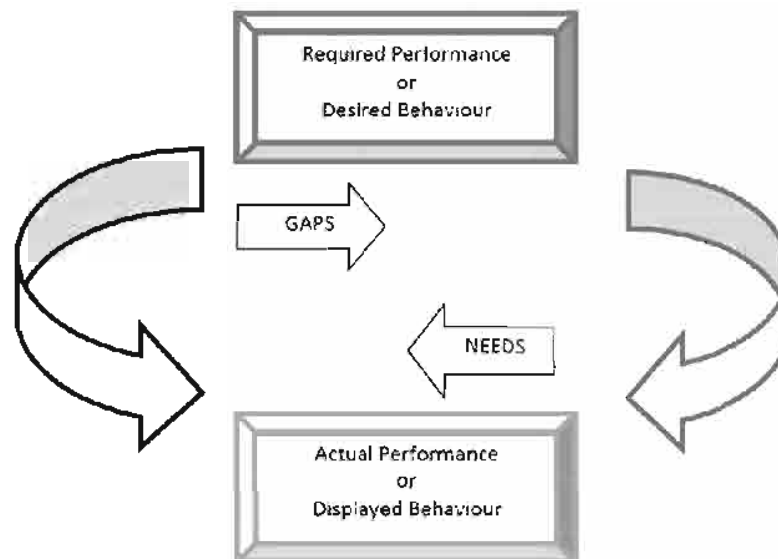 Required Performance
or
Desired Behaviour
GAPS
NEEDS
Actual Performance
or
Displayed Behaviour